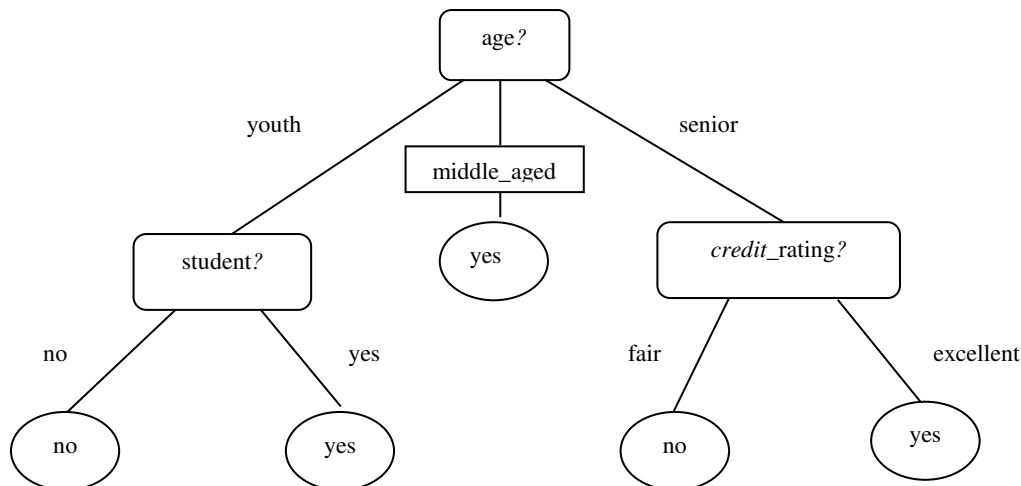 age?
youth
senior
middle_aged
yes
student?
credit_rating?
no
yes
fair
excellent
no
yes
no
yes